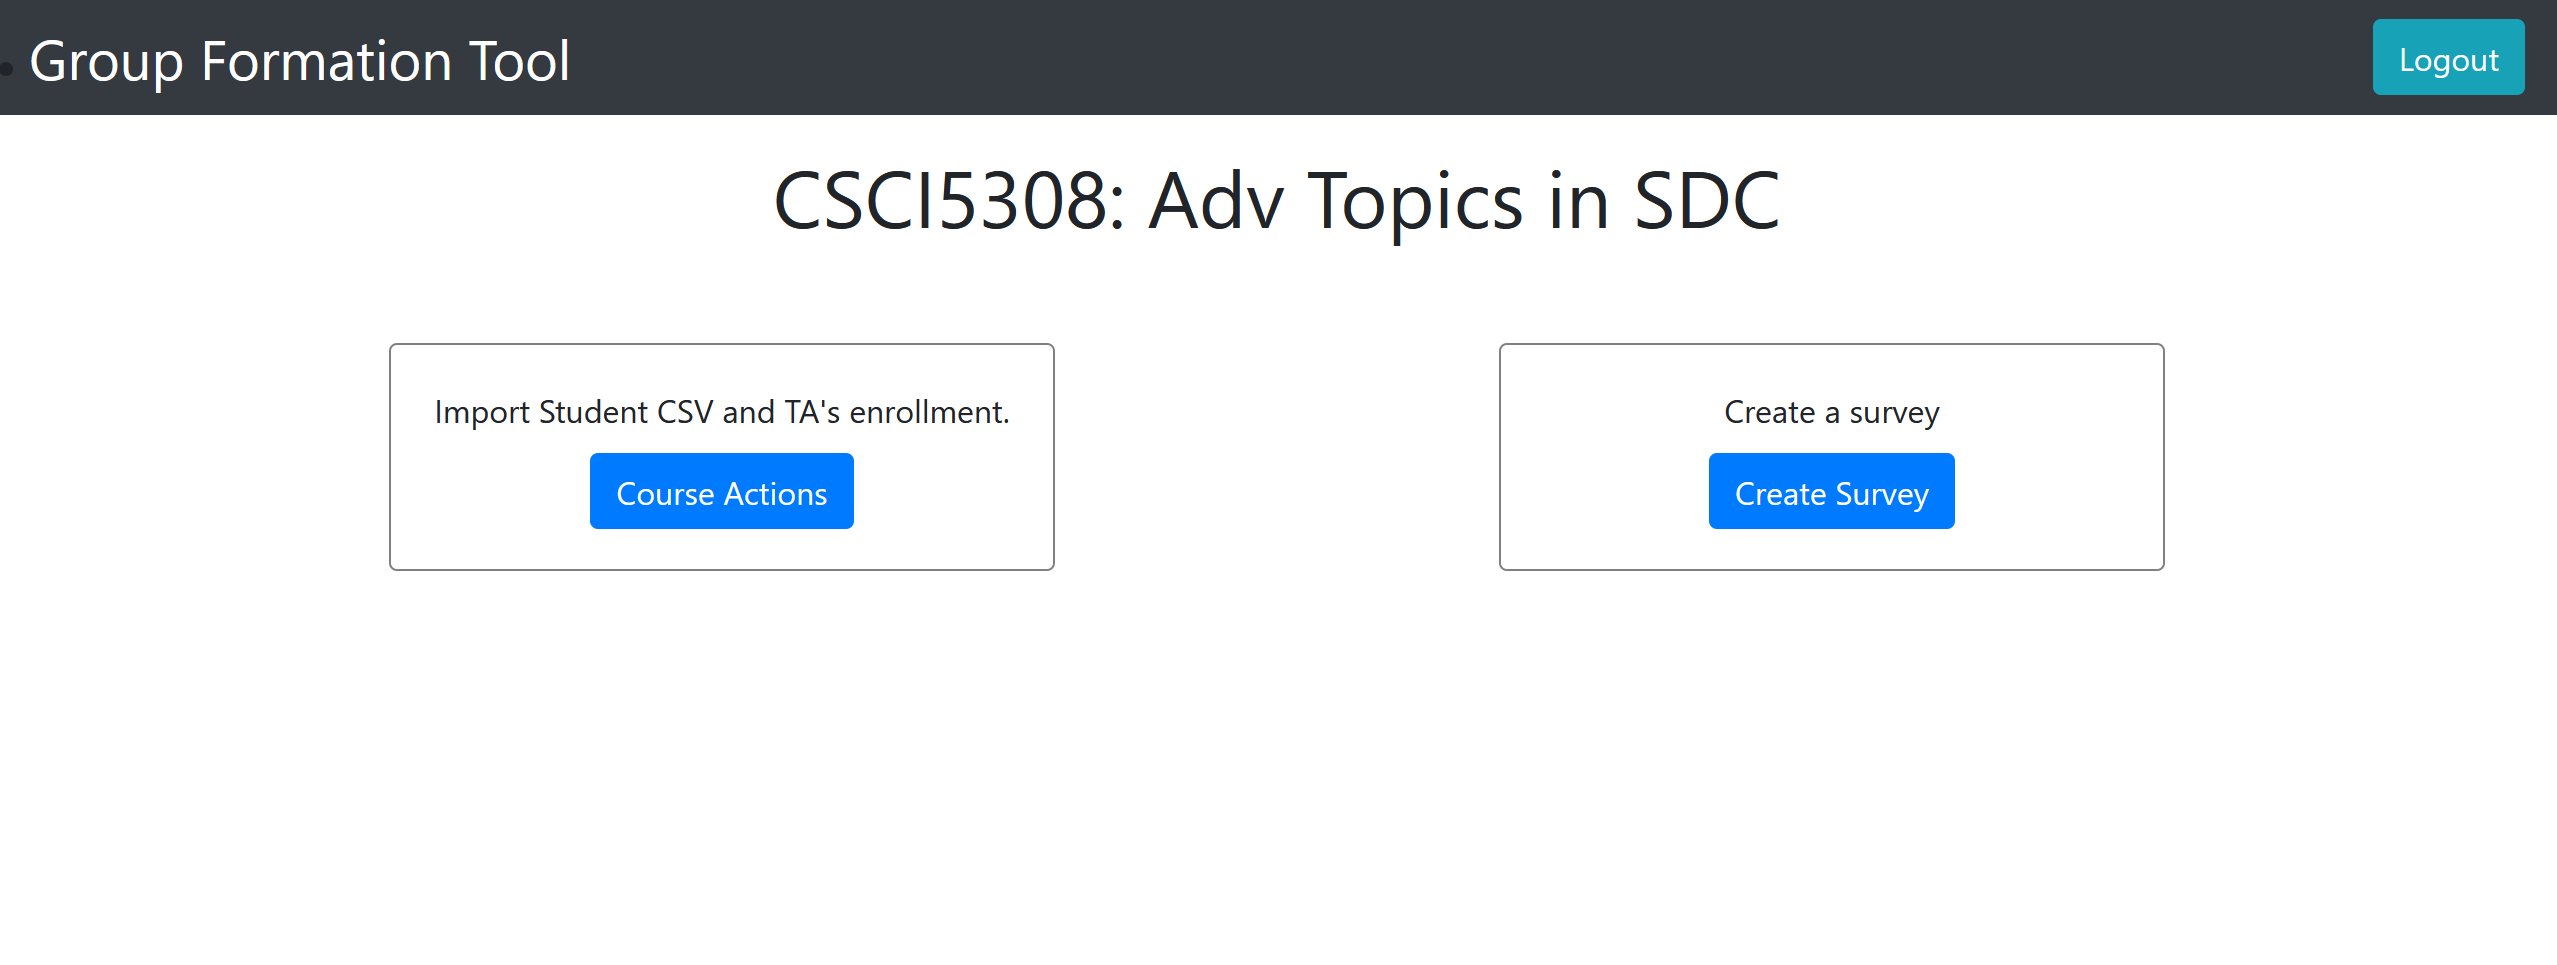 Group Formation Tool
Logout
CSCI5308: Adv Topics in SDC
Import Student CSV and TA's enrollment.
Course Actions
Create a survey
Create Survey